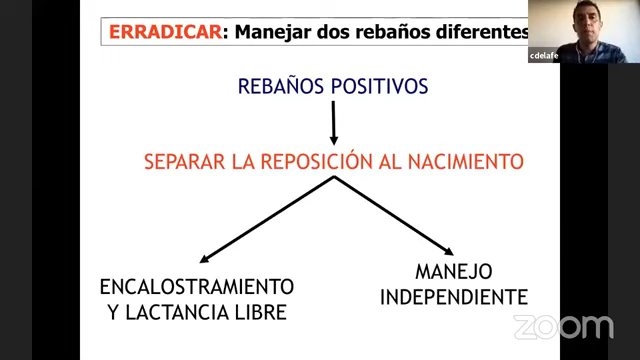 ERRADICAR: Manejar dos rebaños diferentes
cdelafe
REBAÑOS POSITIVOS
SEPARAR LA REPOSICIÓN AL NACIMIENTO
ENCALOSTRAMIENTO
Y LACTANCIA LIBRE
MANEJO
INDEPENDIENTE
zoom